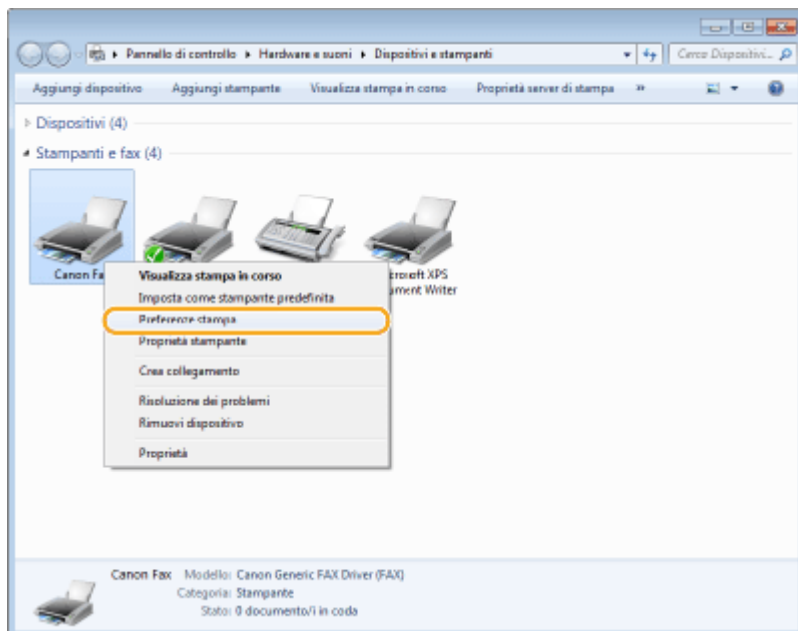 Pannello di controllo ▸ Hardware e suoni ▸ Dispositivi e stampanti
Cerca Dispositivi...
Aggiungi dispositivo Aggiungi stampante Visualizza stampa in corso Proprietà server di stampa »
Dispositivi (4)
Stampanti e fax (4)
Canon Fa
Microsoft XPS
ument Writer
Visualizza stampa in corso
Imposta come stampante predefinita
Preferenze stampa
Proprietà stampante
Crea collegamento
Risoluzione dei problemi
Rimuovi dispositivo
Proprietà
Canon Fax Modello: Canon Generic FAX Driver (FAX)
Categoria: Stampante
Stato: 0 documento/i in coda